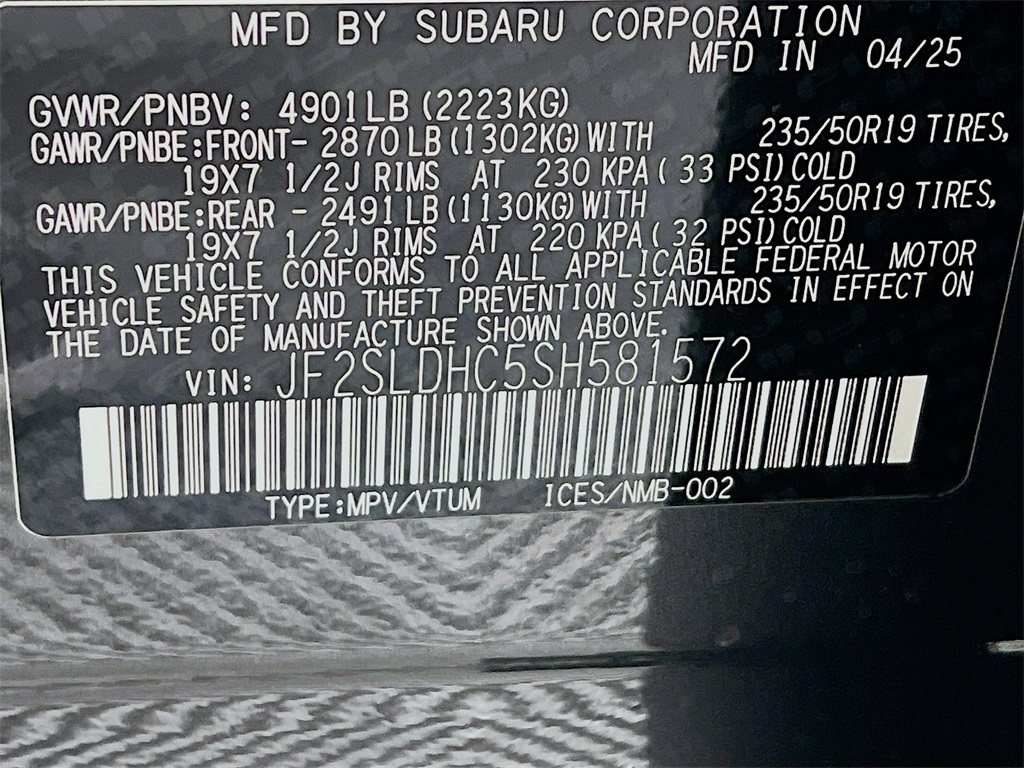 MFD BY SUBARU CORPORATION
MFD IN 04/25
GVWR/PNBV: 4901LB (2223KG)
GAWR/PNBE:FRONT- 2870 LB (1302KG) WITH 235/50R19 TIRES,
19X7 1/2J RIMS AT 230 KPA( 33 PSI) COLD
GAWR/PNBE:REAR - 2491 LB (1130KG) WITH 235/50R19 TIRES,
19X7 1/2J RIMS AT 220 KPA( 32 PSI) COLD
THIS VEHICLE CONFORMS TO ALL APPLICABLE FEDERAL MOTOR
VEHICLE SAFETY AND THEFT PREVENTION STANDARDS IN EFFECT ON
THE DATE OF MANUFACTURE SHOWN ABOVE.
VIN: JF2SLDHC5SH581572
TYPE:MPV/VTUM ICES/NMB-002